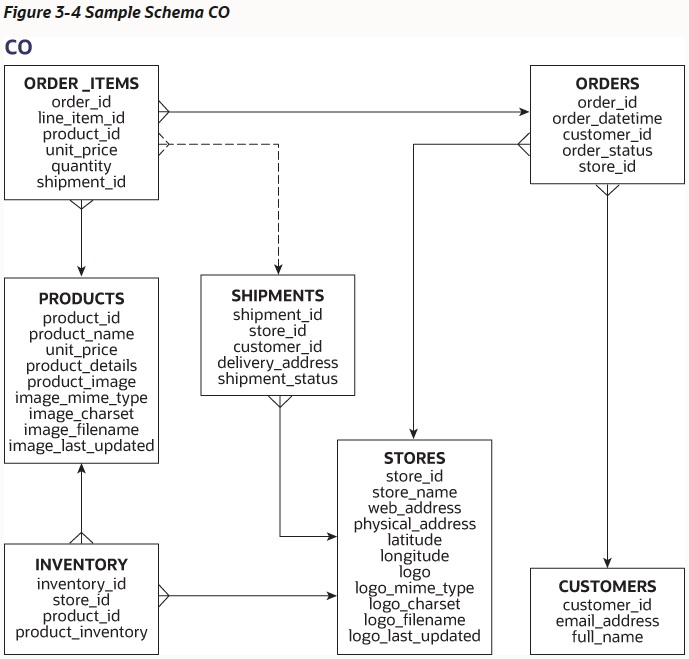 Figure 3-4 Sample Schema CO
CO
ORDER _ITEMS
order_id
line_item_id
product_id
unit_price
quantity
shipment_id
ORDERS
order_id
order_datetime
customer_id
order_status
store_id
PRODUCTS
product_id
product_name
unit_price
product_details
product_image
image_mime_type
image_charset
image_filename
image_last_updated
SHIPMENTS
shipment_id
store_id
customer_id
delivery_address
shipment_status
STORES
store_id
store_name
web_address
physical_address
latitude
longitude
logo
logo_mime_type
logo_charset
logo_filename
logo_last_updated
INVENTORY
inventory_id
store_id
product_id
product_inventory
CUSTOMERS
customer_id
email_address
full_name